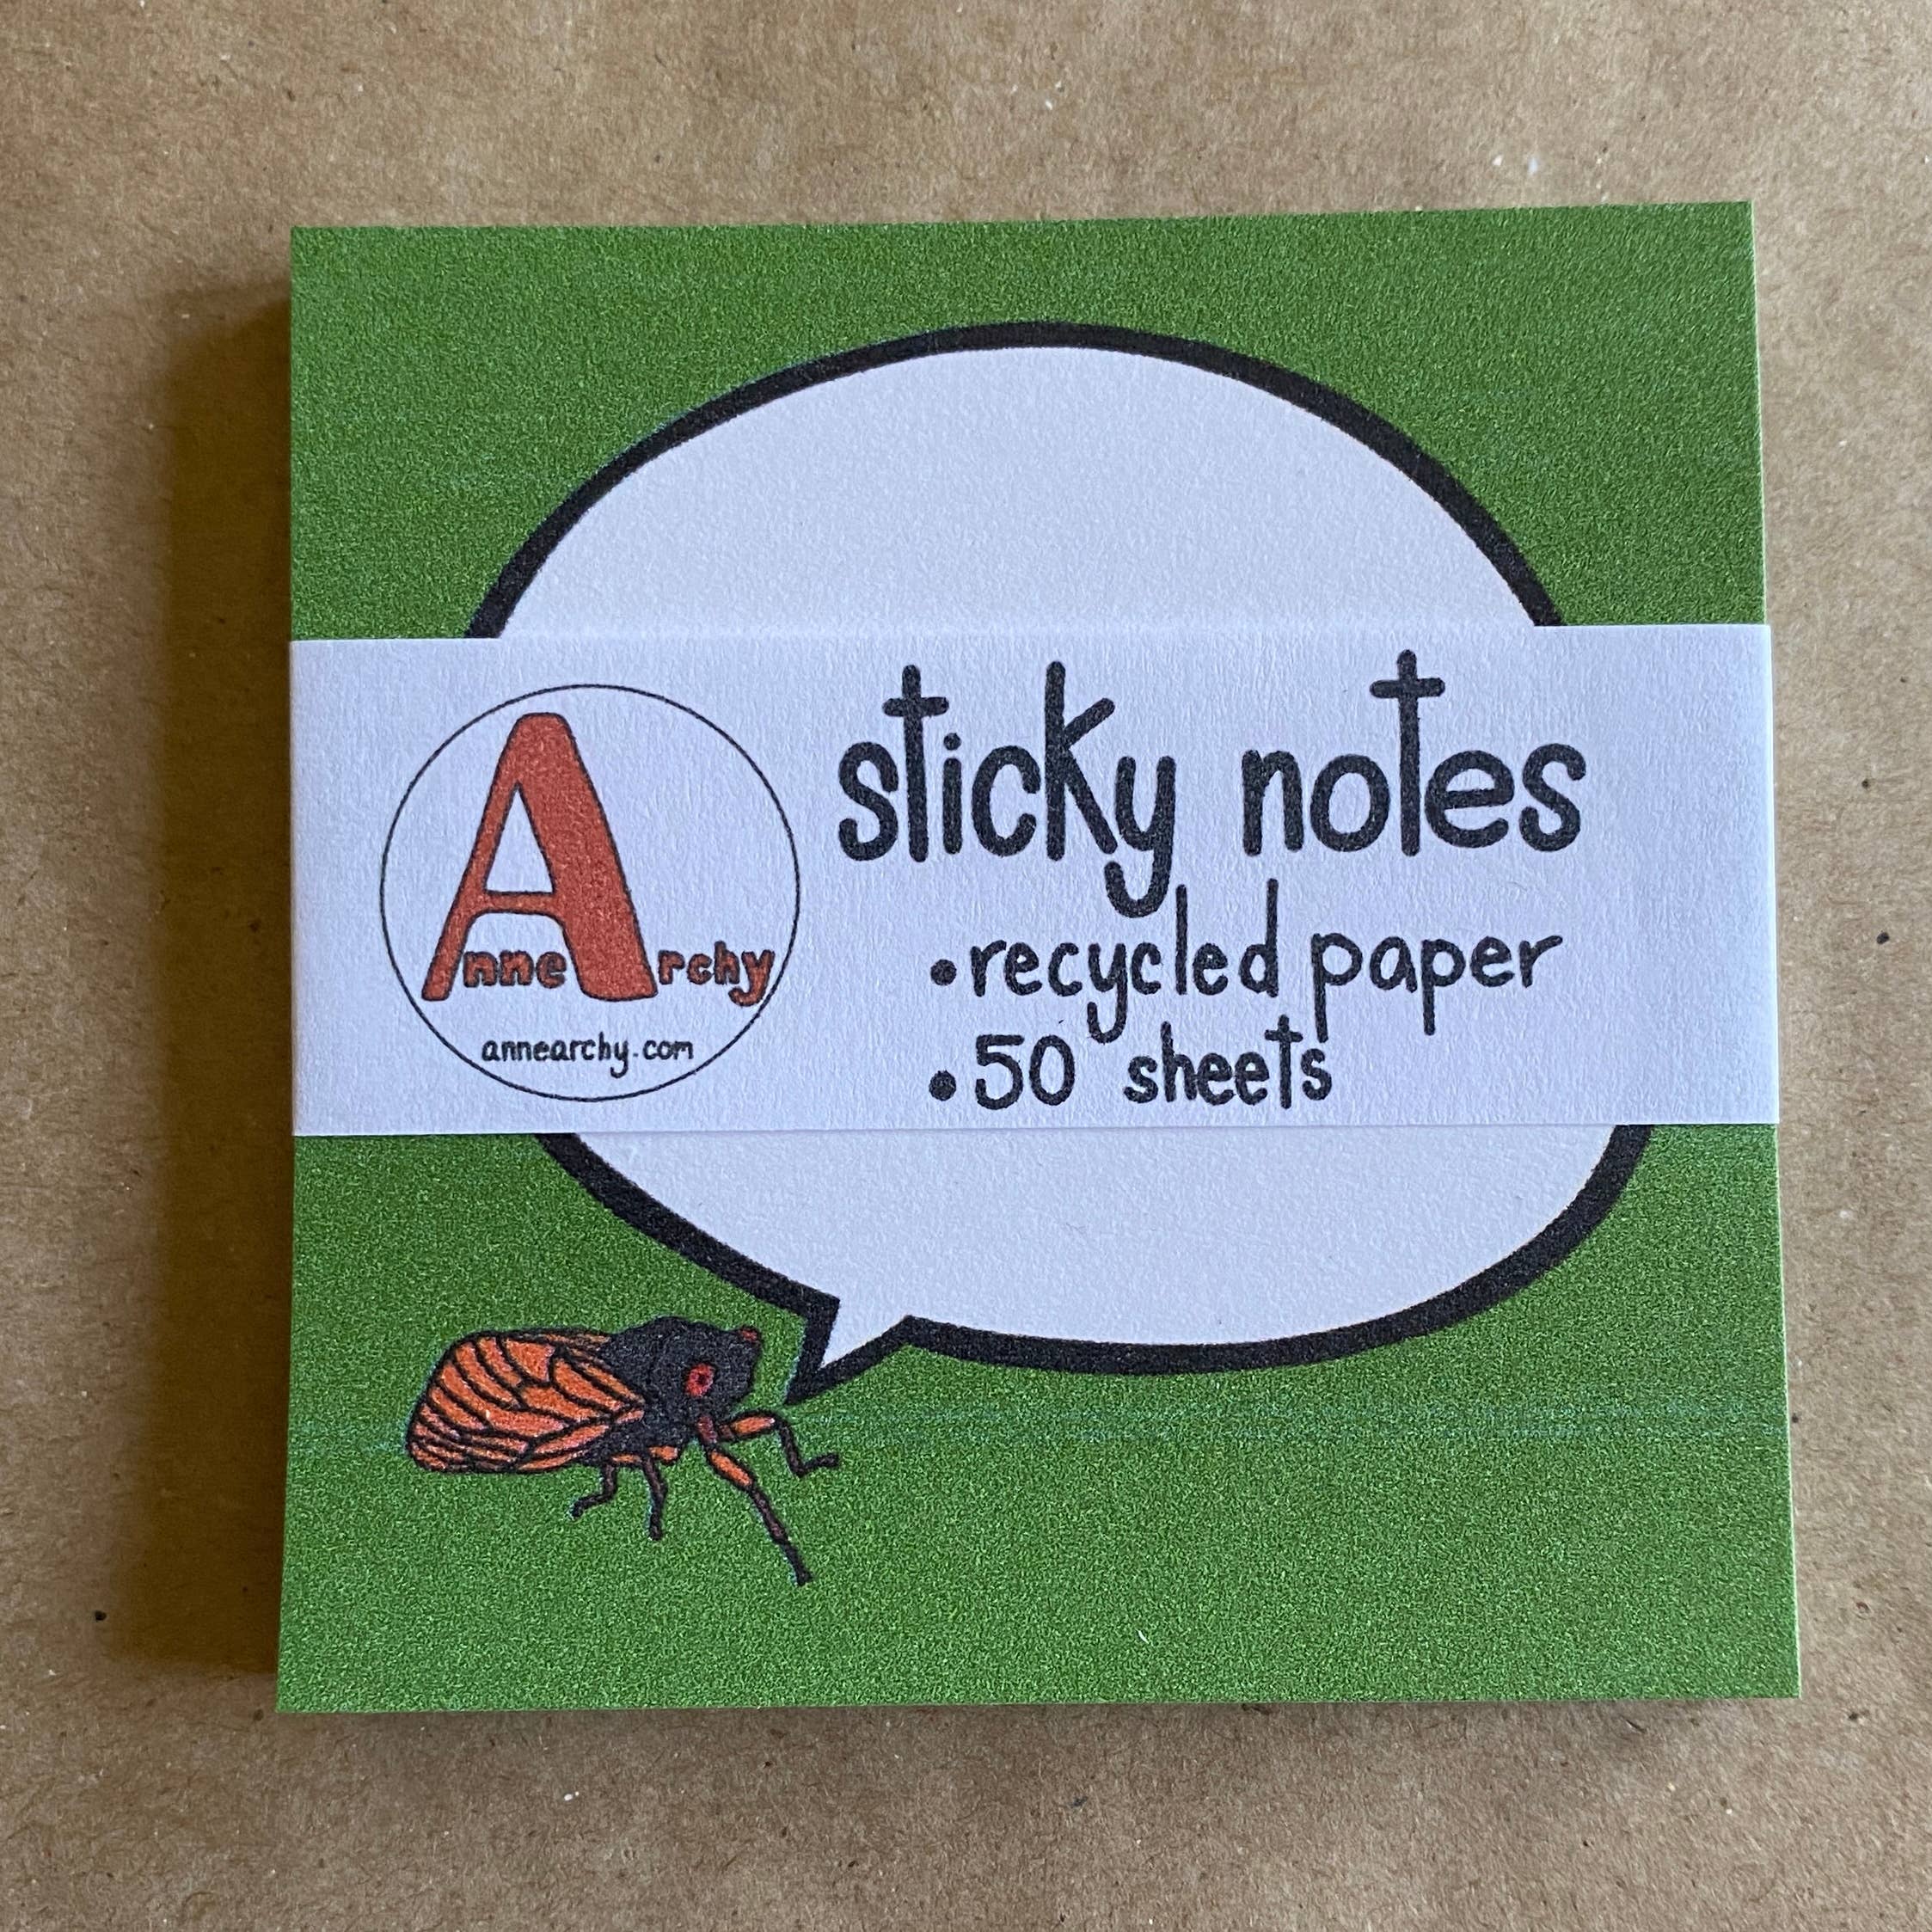 AnneArchy
annearchy.com
sticky notes
•recycled paper
•50 sheets